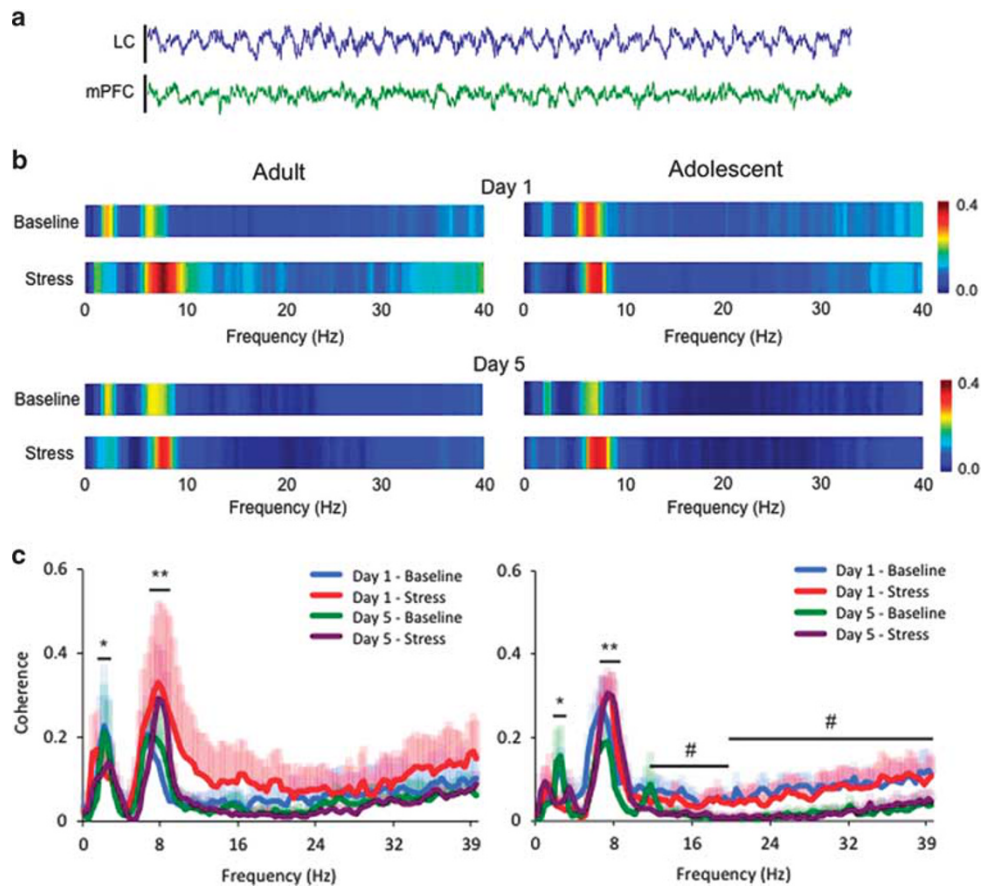 a
LC
mPFC
b
Adult
Adolescent
Day 1
Baseline
Stress
0.4
0.0
0 10 20 30 40
0 10 20 30 40
Frequency (Hz)
Frequency (Hz)
Day 5
Baseline
Stress
0.4
0.0
0 10 20 30 40
0 10 20 30 40
Frequency (Hz)
Frequency (Hz)
c
Coherence
0.6
0.4
0.2
0
*
**
Day 1 - Baseline
Day 1 - Stress
Day 5 - Baseline
Day 5 - Stress
0 8 16 24 32 39
Frequency (Hz)
0.6
0.4
0.2
0
*
**
#
#
Day 1 - Baseline
Day 1 - Stress
Day 5 - Baseline
Day 5 - Stress
0 8 16 24 32 39
Frequency (Hz)